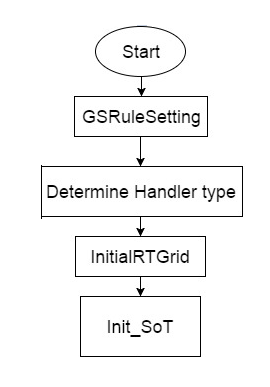 Start
GSRuleSetting
Determine Handler type
InitialRTGrid
Init_SoT